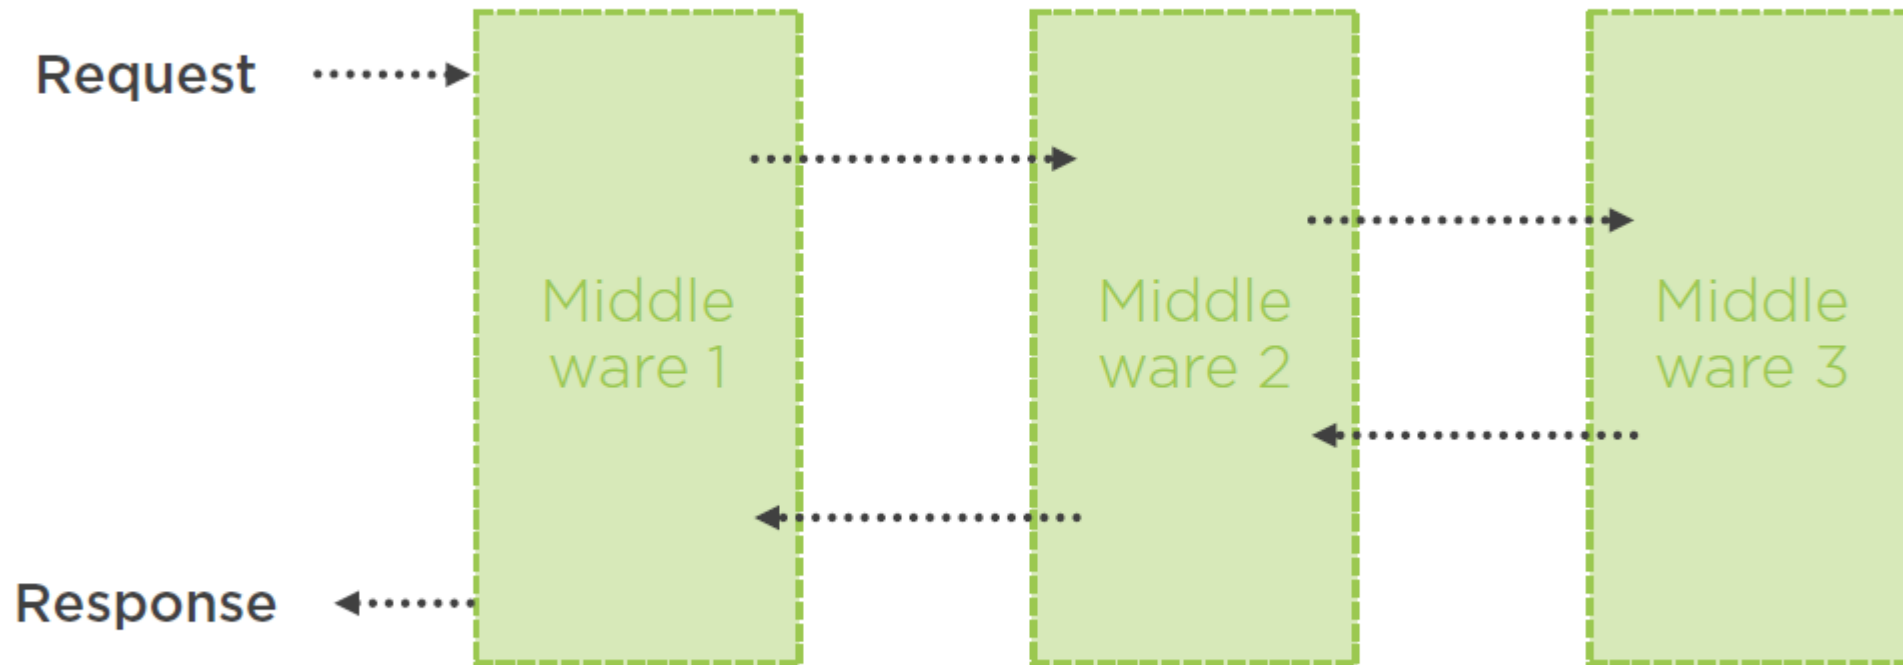 Request
Middle
ware 1
Middle
ware 2
Middle
ware 3
Response